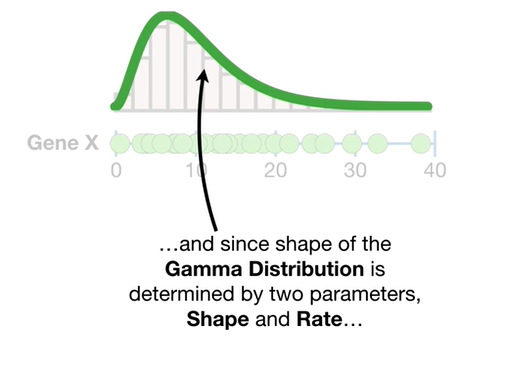 Gene X
0 10 20 30 40
…and since shape of the
Gamma Distribution is
determined by two parameters,
Shape and Rate…